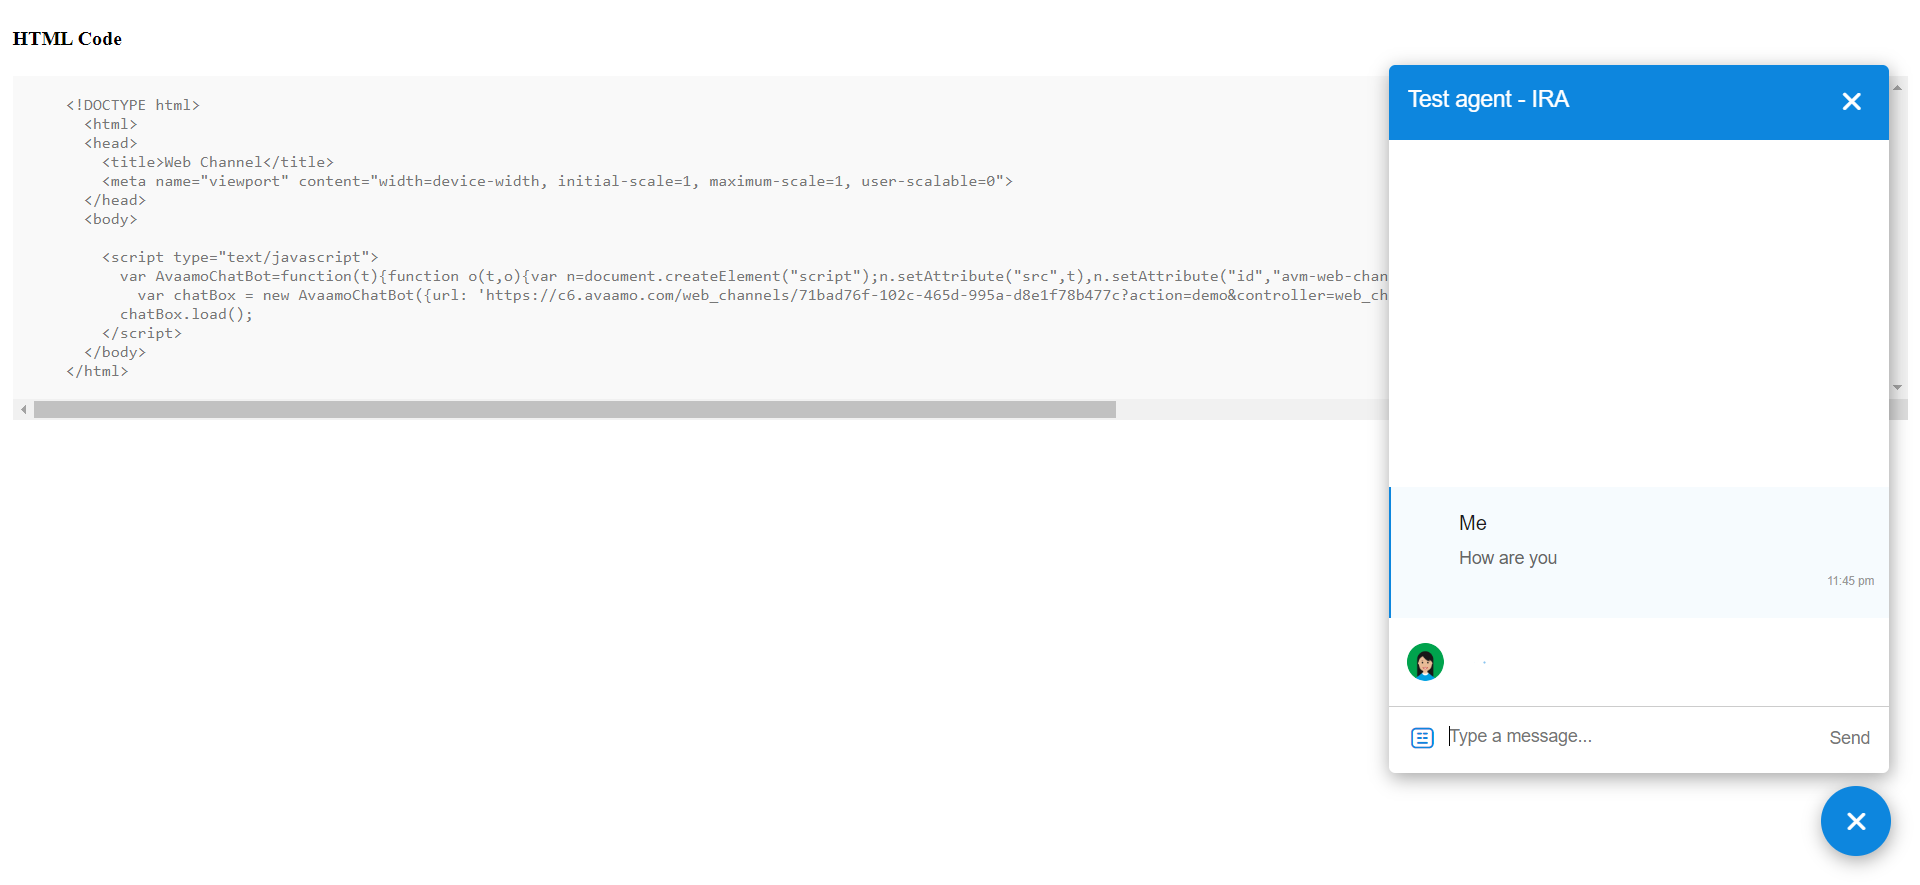 HTML Code
<!DOCTYPE html>
<html>
<head>
<title>Web Channel</title>
<meta name="viewport" content="width=device-width, initial-scale=1, maximum-scale=1, user-scalable=0">
</head>
<body>
<script type="text/javascript">
var AvaamoChatBot=function(t){function o(t,o){var n=document.createElement("script");n.setAttribute("src",t),n.setAttribute("id","avm-web-chan
var chatBox = new AvaamoChatBot({url: 'https://c6.avaamo.com/web_channels/71bad76f-102c-465d-995a-d8e1f78b477c?action=demo&controller=web_ch
chatBox.load();
</script>
</body>
</html>
Test agent - IRA
Me
How are you
11:45 pm
Type a message...
Send